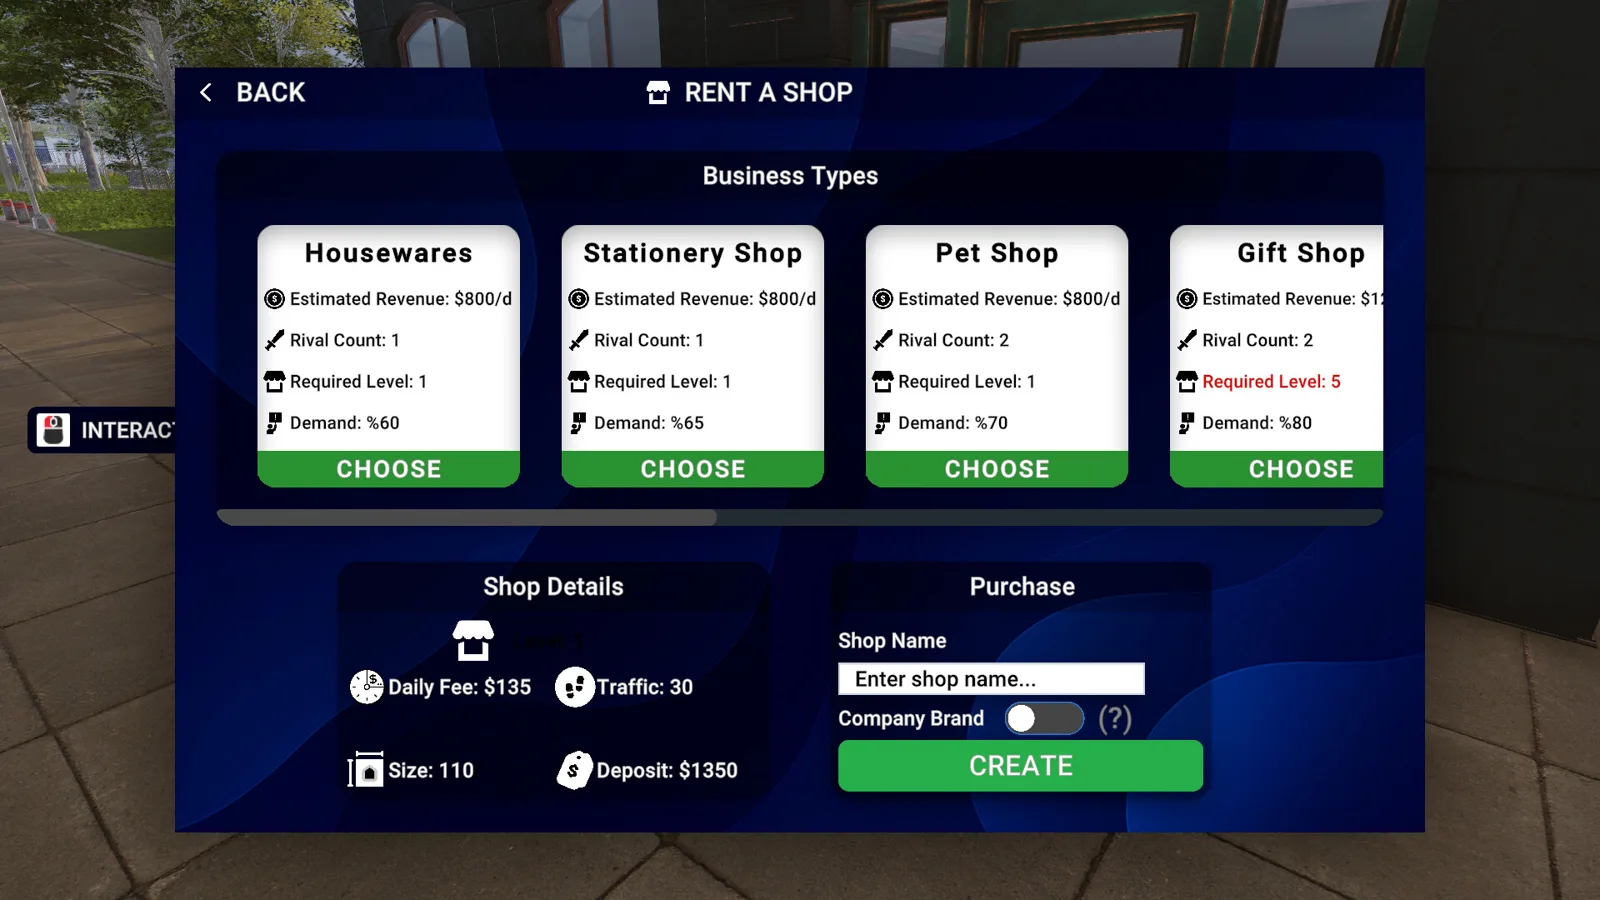 BACK
RENT A SHOP
Business Types
Housewares
Estimated Revenue: $800/d
Rival Count: 1
Required Level: 1
Demand: %60
CHOOSE
Stationery Shop
Estimated Revenue: $800/d
Rival Count: 1
Required Level: 1
Demand: %65
CHOOSE
Pet Shop
Estimated Revenue: $800/d
Rival Count: 2
Required Level: 1
Demand: %70
CHOOSE
Gift Shop
Estimated Revenue:
Rival Count: 2
Required Level: 5
Demand: %80
CHOOSE
Shop Details
Daily Fee: $135
Traffic: 30
Size: 110
Deposit: $1350
Purchase
Shop Name
Enter shop name...
Company Brand
(?)
CREATE